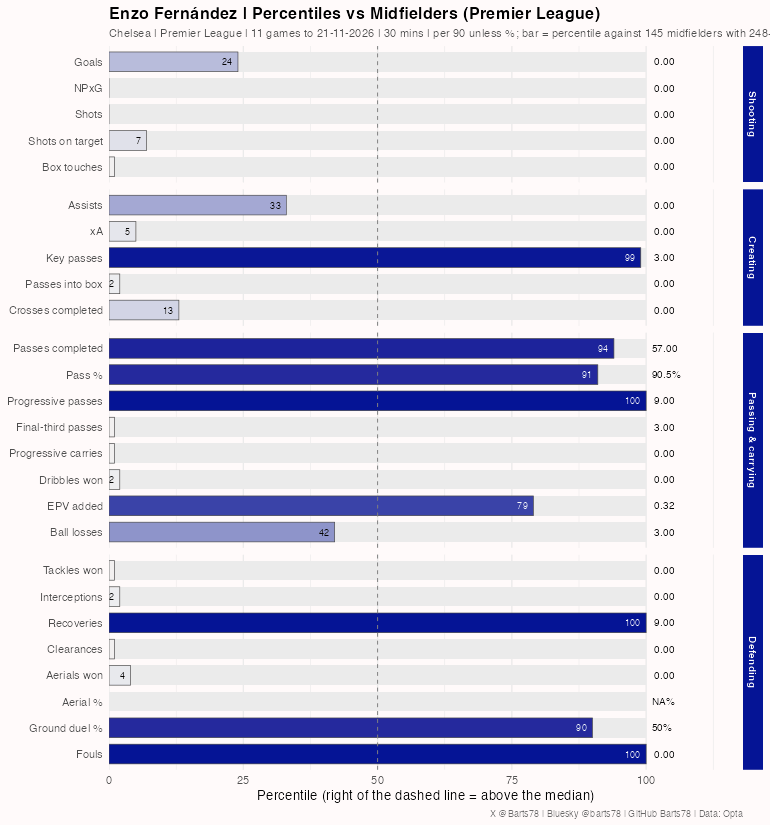 Enzo Fernández | Percentiles vs Midfielders (Premier League)
Chelsea | Premier League | 11 games to 21-11-2026 | 30 mins | per 90 unless %; bar = percentile against 145 midfielders with 248-
Goals 24 0.00
NPxG 0.00
Shots 0.00
Shots on target 7 0.00
Box touches 0.00
Shooting
Assists 33 0.00
xA 5 0.00
Key passes 99 3.00
Passes into box 2 0.00
Crosses completed 13 0.00
Creating
Passes completed 94 57.00
Pass % 91 90.5%
Progressive passes 100 9.00
Final-third passes 3.00
Progressive carries 0.00
Dribbles won 2 0.00
EPV added 79 0.32
Ball losses 42 3.00
Passing & carrying
Tackles won 0.00
Interceptions 2 0.00
Recoveries 100 9.00
Clearances 0.00
Aerials won 4 0.00
Aerial % NA%
Ground duel % 90 50%
Fouls 100 0.00
Defending
0 25 50 75 100
Percentile (right of the dashed line = above the median)
X @Barts78 | Bluesky @barts78 | GitHub Barts78 | Data: Opta